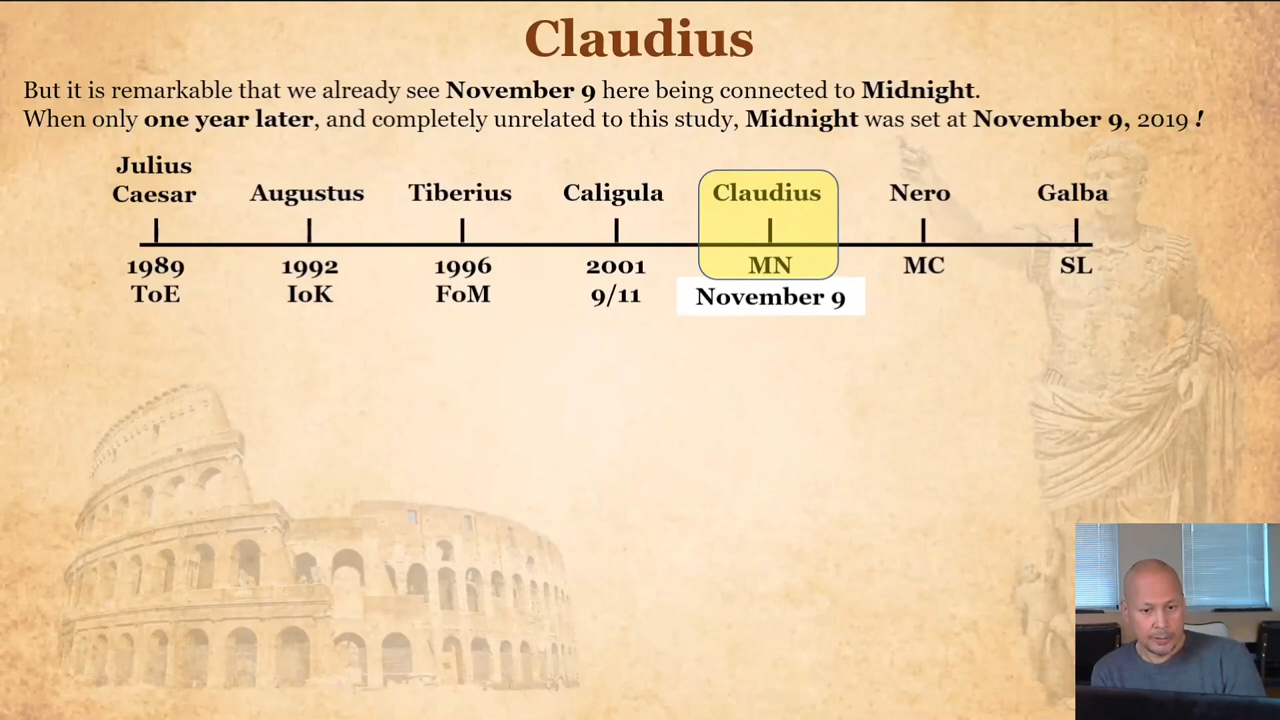 Claudius
But it is remarkable that we already see November 9 here being connected to Midnight.
When only one year later, and completely unrelated to this study, Midnight was set at November 9, 2019 !
Julius
Caesar Augustus Tiberius Caligula Claudius Nero Galba
1989 1992 1996 2001 MN MC SL
ToE IoK FoM 9/11 November 9